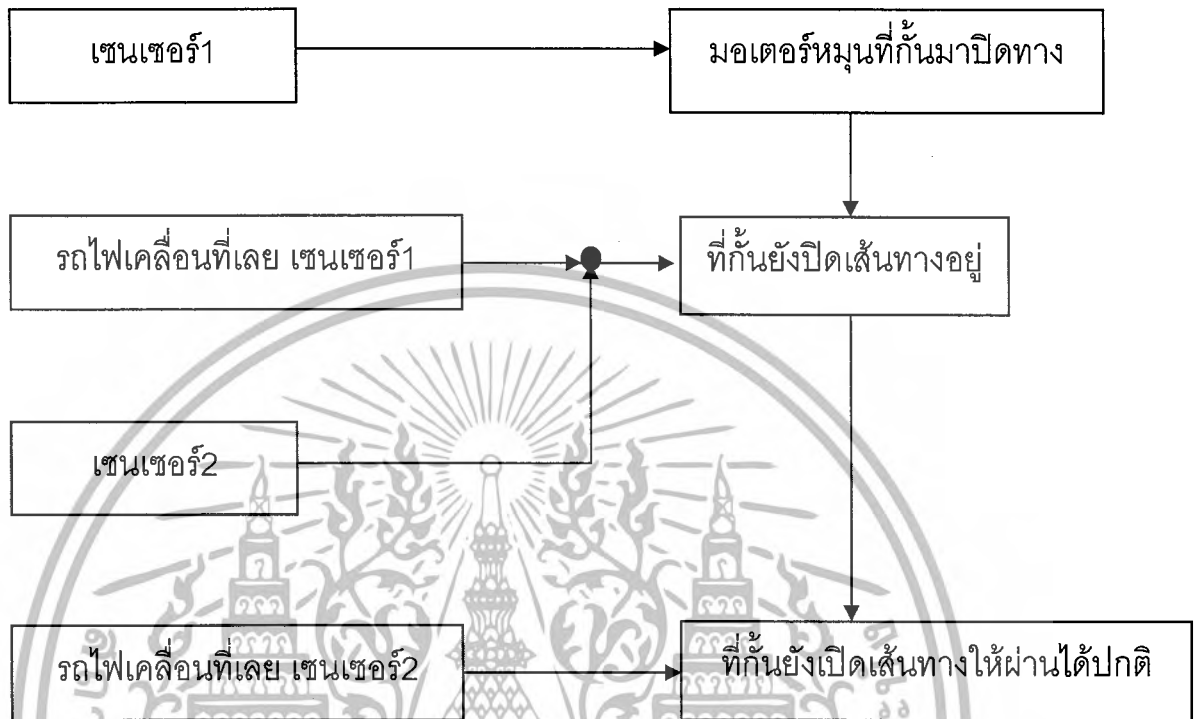 เซนเซอร์1
มอเตอร์หมุนที่กั้นมาปิดทาง
รถไฟเคลื่อนที่เลย เซนเซอร์1
ที่กั้นยังปิดเส้นทางอยู่
เซนเซอร์2
รถไฟเคลื่อนที่เลย เซนเซอร์2
ที่กั้นยังเปิดเส้นทางให้ผ่านได้ปกติ